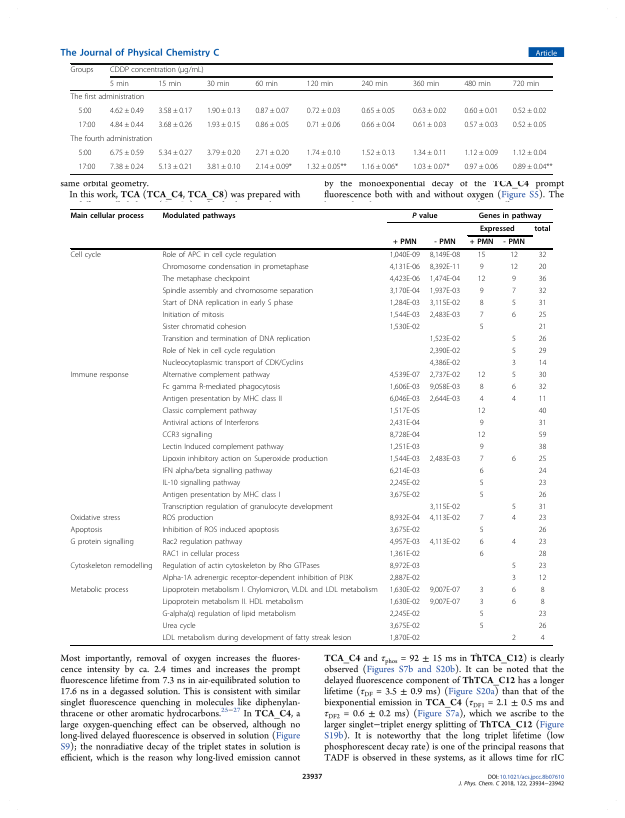 The Journal of Physical Chemistry C
Article
Groups CDDP concentration (μg/mL)
5 min 15 min 30 min 60 min 120 min 240 min 360 min 480 min 720 min
The first administration
5:00 4.62 ± 0.49 3.58 ± 0.17 1.90 ± 0.13 0.87 ± 0.07 0.72 ± 0.03 0.65 ± 0.05 0.63 ± 0.02 0.60 ± 0.01 0.52 ± 0.02
17:00 4.84 ± 0.44 3.68 ± 0.26 1.93 ± 0.15 0.86 ± 0.05 0.71 ± 0.06 0.66 ± 0.04 0.61 ± 0.03 0.57 ± 0.03 0.52 ± 0.05
The fourth administration
5:00 6.75 ± 0.59 5.34 ± 0.27 3.79 ± 0.20 2.71 ± 0.20 1.74 ± 0.10 1.52 ± 0.13 1.34 ± 0.11 1.12 ± 0.09 1.12 ± 0.04
17:00 7.38 ± 0.24 5.13 ± 0.21 3.81 ± 0.10 2.14 ± 0.09* 1.32 ± 0.05** 1.16 ± 0.06* 1.03 ± 0.07* 0.97 ± 0.06 0.89 ± 0.04**
same orbital geometry.
In this work, TCA (TCA_C4, TCA_C8) was prepared with
by the monoexponential decay of the TCA_C4 prompt
fluorescence both with and without oxygen (Figure S5). The
Main cellular process Modulated pathways P value Genes in pathway
Expressed total
+ PMN - PMN + PMN - PMN
Cell cycle Role of APC in cell cycle regulation 1,040E-09 8,149E-08 15 12 32
Chromosome condensation in prometaphase 4,131E-06 8,392E-11 9 12 20
The metaphase checkpoint 4,423E-06 1,474E-04 12 9 36
Spindle assembly and chromosome separation 3,170E-04 1,937E-03 9 7 32
Start of DNA replication in early S phase 1,284E-03 3,115E-02 8 5 31
Initiation of mitosis 1,544E-03 2,483E-03 7 6 25
Sister chromatid cohesion 1,530E-02 5 21
Transition and termination of DNA replication 1,523E-02 5 26
Role of Nek in cell cycle regulation 2,390E-02 5 29
Nucleocytoplasmic transport of CDK/Cyclins 4,386E-02 3 14
Immune response Alternative complement pathway 4,539E-07 2,737E-02 12 5 30
Fc gamma R-mediated phagocytosis 1,606E-03 9,058E-03 8 6 32
Antigen presentation by MHC class II 6,046E-03 2,644E-03 4 4 11
Classic complement pathway 1,517E-05 12 40
Antiviral actions of Interferons 2,431E-04 9 31
CCR3 signalling 8,728E-04 12 59
Lectin Induced complement pathway 1,251E-03 9 38
Lipoxin inhibitory action on Superoxide production 1,544E-03 2,483E-03 7 6 25
IFN alpha/beta signalling pathway 6,214E-03 6 24
IL-10 signalling pathway 2,245E-02 5 23
Antigen presentation by MHC class I 3,675E-02 5 26
Transcription regulation of granulocyte development 3,115E-02 5 31
Oxidative stress ROS production 8,932E-04 4,113E-02 7 4 23
Apoptosis Inhibition of ROS induced apoptosis 3,675E-02 5 26
G protein signalling Rac2 regulation pathway 4,957E-03 4,113E-02 6 4 23
RAC1 in cellular process 1,361E-02 6 28
Cytoskeleton remodelling Regulation of actin cytoskeleton by Rho GTPases 8,972E-03 5 23
Alpha-1A adrenergic receptor-dependent inhibition of PI3K 2,887E-02 3 12
Metabolic process Lipoprotein metabolism I. Chylomicron, VLDL and LDL metabolism 1,630E-02 9,007E-07 3 6 8
Lipoprotein metabolism II. HDL metabolism 1,630E-02 9,007E-07 3 6 8
G-alpha(q) regulation of lipid metabolism 2,245E-02 5 23
Urea cycle 3,675E-02 5 26
LDL metabolism during development of fatty streak lesion 1,870E-02 2 4
Most importantly, removal of oxygen increases the fluores-
cence intensity by ca. 2.4 times and increases the prompt
fluorescence lifetime from 7.3 ns in air-equilibrated solution to
17.6 ns in a degassed solution. This is consistent with similar
singlet fluorescence quenching in molecules like diphenylan-
thracene or other aromatic hydrocarbons.25−27 In TCA_C4, a
large oxygen-quenching effect can be observed, although no
long-lived delayed fluorescence is observed in solution (Figure
S9); the nonradiative decay of the triplet states in solution is
efficient, which is the reason why long-lived emission cannot
TCA_C4 and τphos = 92 ± 15 ms in ThTCA_C12) is clearly
observed (Figures S7b and S20b). It can be noted that the
delayed fluorescence component of ThTCA_C12 has a longer
lifetime (τDF = 3.5 ± 0.9 ms) (Figure S20a) than that of the
biexponential emission in TCA_C4 (τDF1 = 2.1 ± 0.5 ms and
τDF2 = 0.6 ± 0.2 ms) (Figure S7a), which we ascribe to the
larger singlet−triplet energy splitting of ThTCA_C12 (Figure
S19b). It is noteworthy that the long triplet lifetime (low
phosphorescent decay rate) is one of the principal reasons that
TADF is observed in these systems, as it allows time for rIC
23937
DOI: 10.1021/acs.jpcc.8b07610
J. Phys. Chem. C 2018, 122, 23934−23942